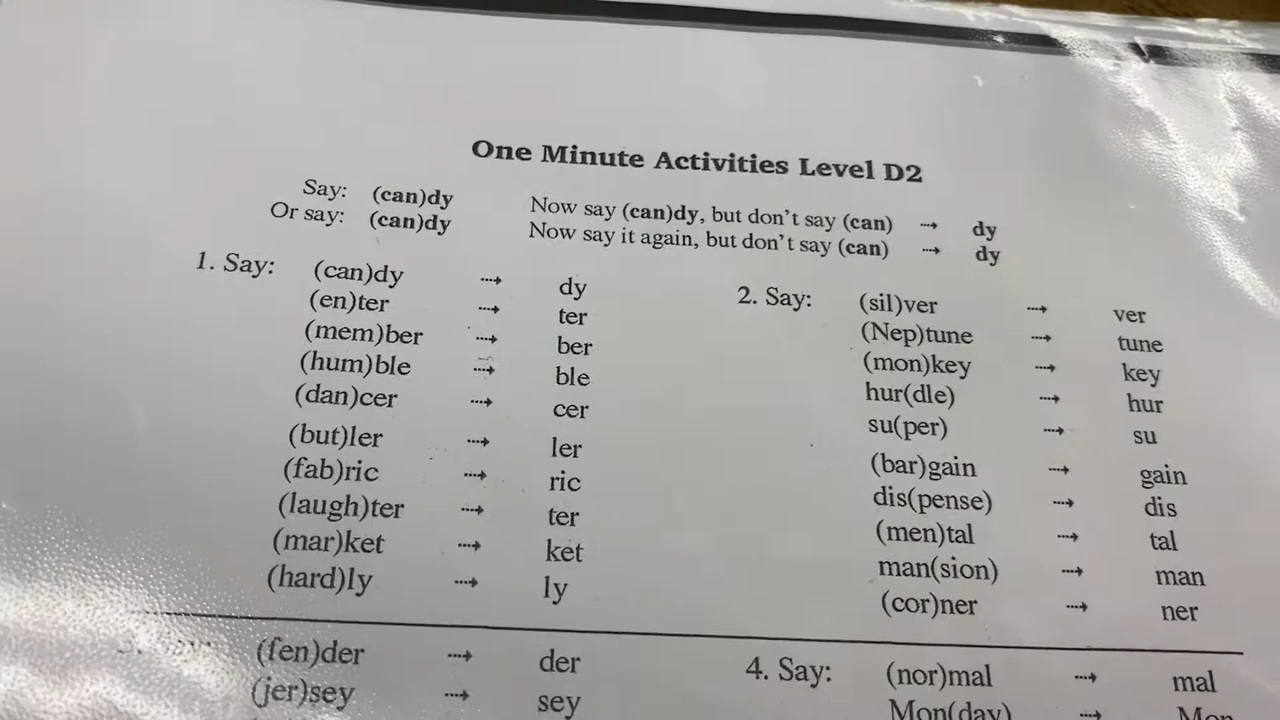 One Minute Activities Level D2
Say: (can)dy Now say (can)dy, but don't say (can) ⤑ dy
Or say: (can)dy Now say it again, but don't say (can) ⤑ dy
1. Say: (can)dy ⤑ dy
(en)ter ⤑ ter
(mem)ber ⤑ ber
(hum)ble ⤑ ble
(dan)cer ⤑ cer
(but)ler ⤑ ler
(fab)ric ⤑ ric
(laugh)ter ⤑ ter
(mar)ket ⤑ ket
(hard)ly ⤑ ly
2. Say: (sil)ver ⤑ ver
(Nep)tune ⤑ tune
(mon)key ⤑ key
hur(dle) ⤑ hur
su(per) ⤑ su
(bar)gain ⤑ gain
dis(pense) ⤑ dis
(men)tal ⤑ tal
man(sion) ⤑ man
(cor)ner ⤑ ner
(fen)der ⤑ der
(jer)sey ⤑ sey
4. Say: (nor)mal ⤑ mal
Mon(day) ⤑ Mon